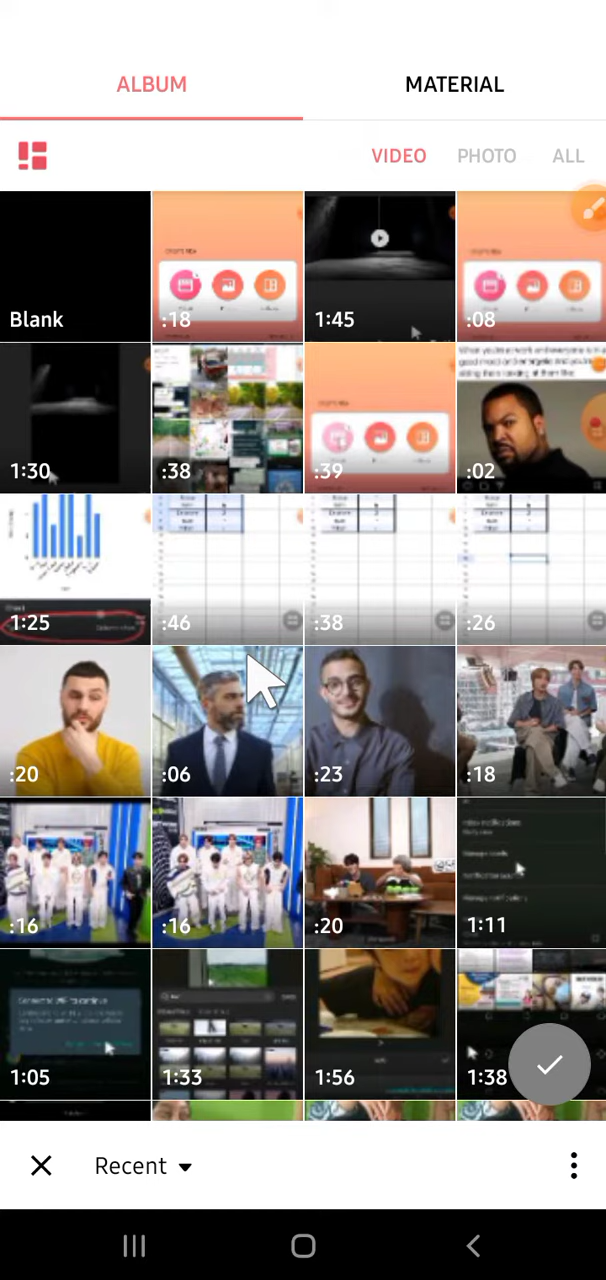 ALBUM MATERIAL
VIDEO PHOTO ALL
Blank :18 1:45 :08
1:30 :38 :39 :02
1:25 :46 :38 :26
:20 :06 :23 :18
:16 :16 :20 1:11
1:05 1:33 1:56 1:38
Recent